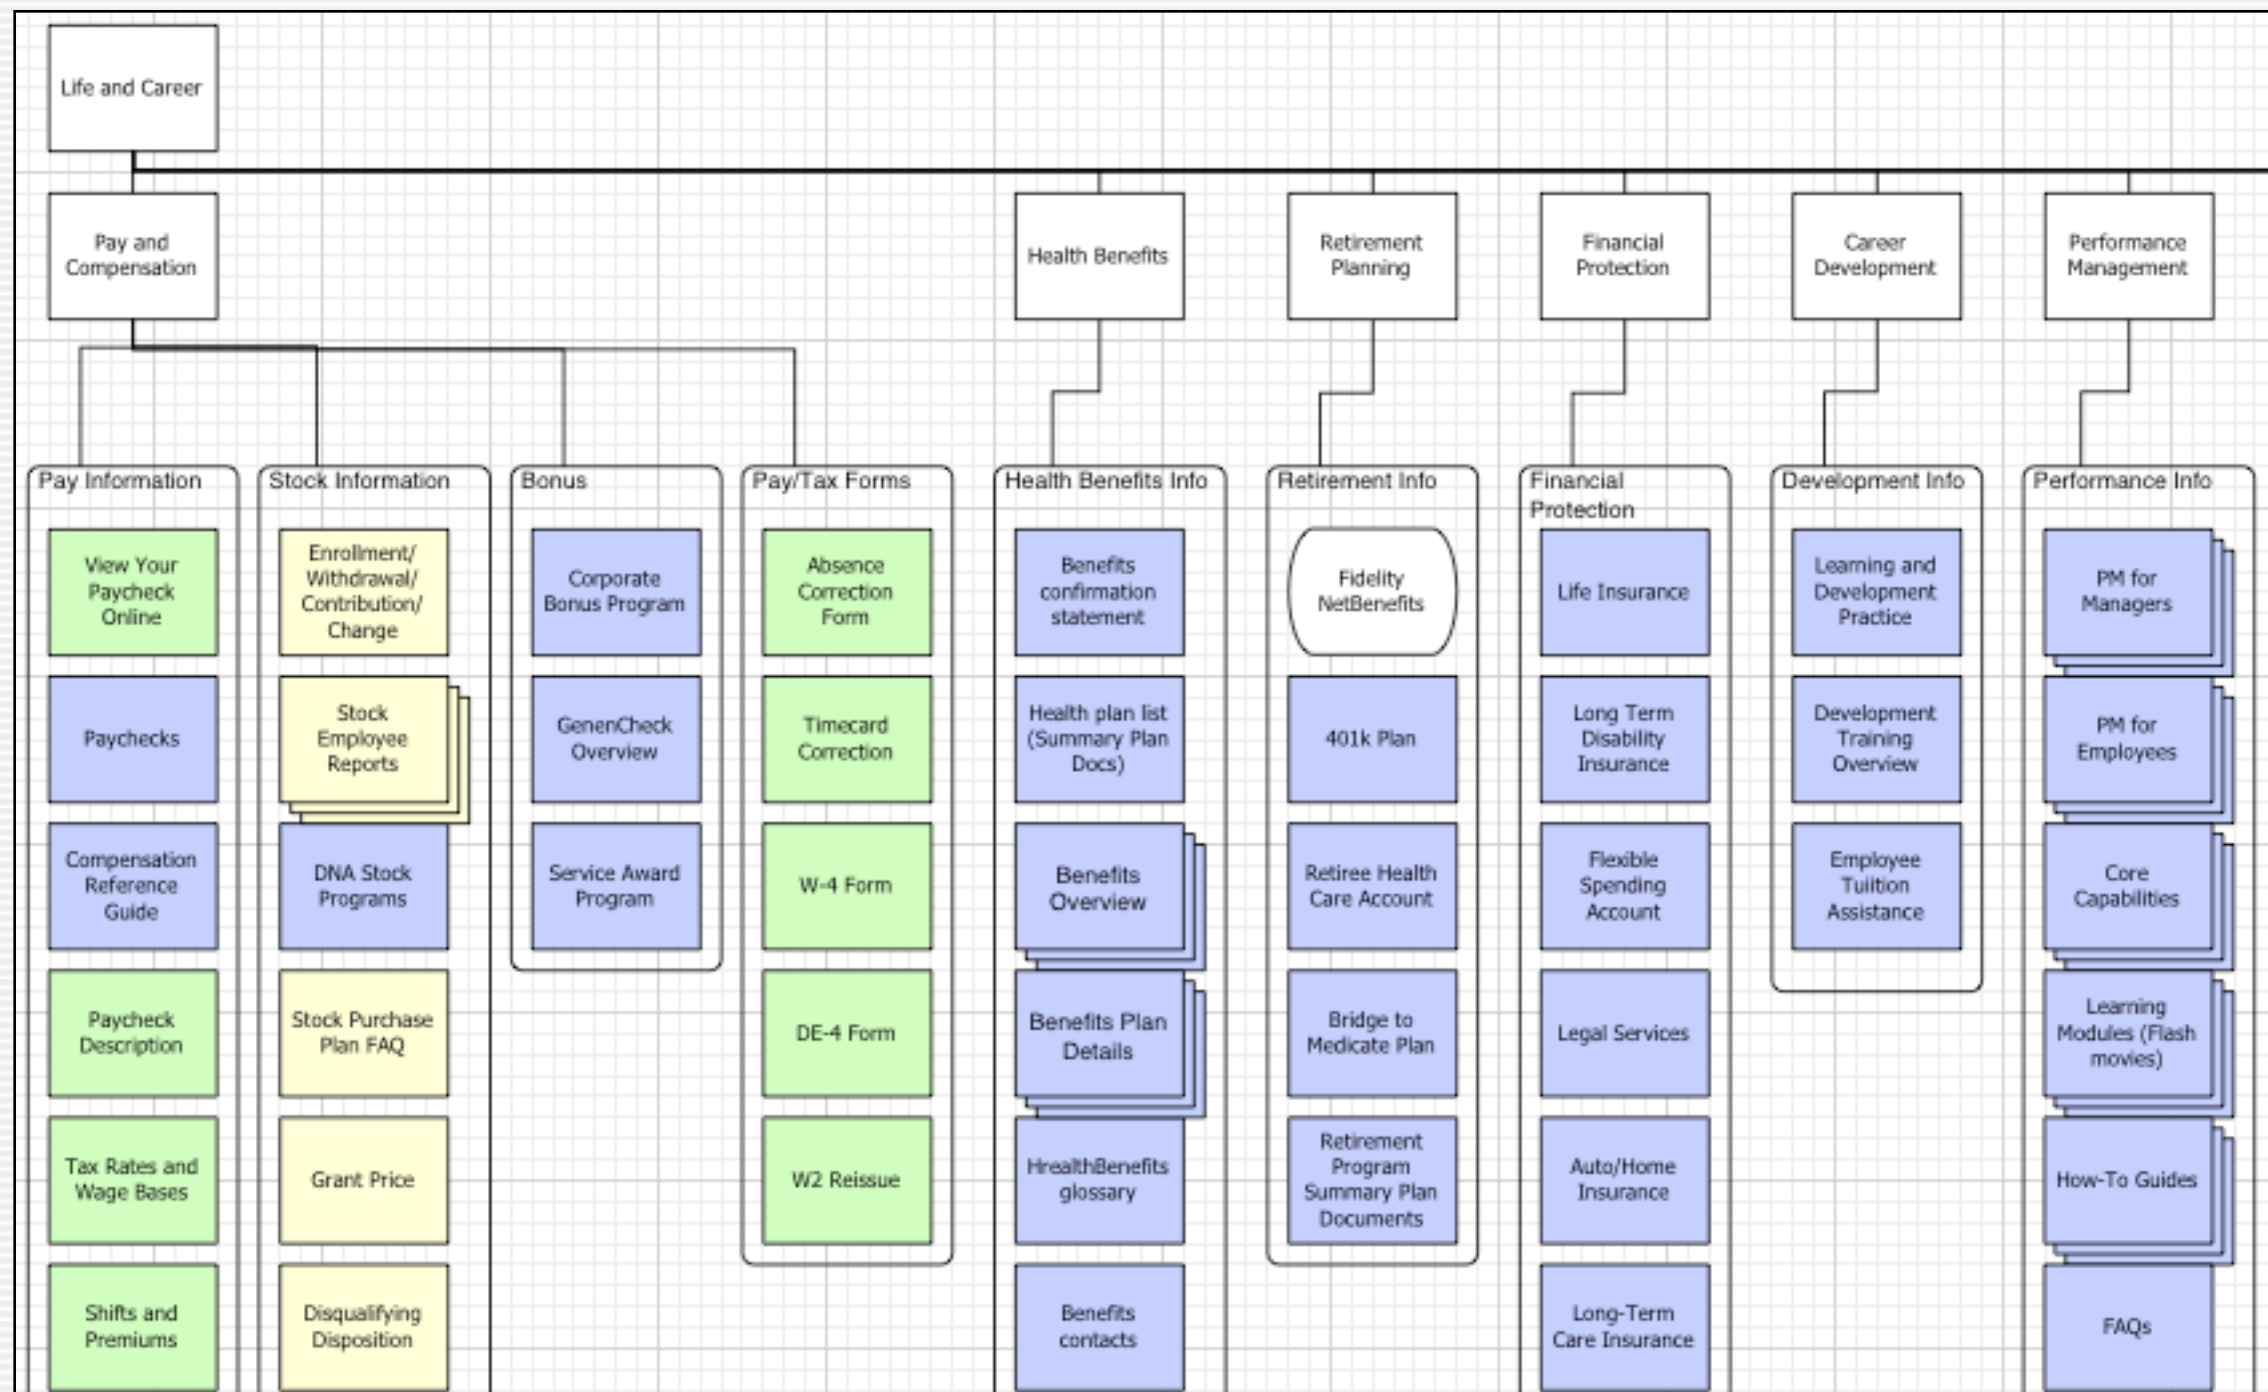 Life and Career
Pay and
Compensation
Health Benefits
Retirement
Planning
Financial
Protection
Career
Development
Performance
Management
Pay Information
View Your
Paycheck
Online
Paychecks
Compensation
Reference
Guide
Paycheck
Description
Tax Rates and
Wage Bases
Shifts and
Premiums
Stock Information
Enrollment/
Withdrawal/
Contribution/
Change
Stock
Employee
Reports
DNA Stock
Programs
Stock Purchase
Plan FAQ
Grant Price
Disqualifying
Disposition
Bonus
Corporate
Bonus Program
GenenCheck
Overview
Service Award
Program
Pay/Tax Forms
Absence
Correction
Form
Timecard
Correction
W-4 Form
DE-4 Form
W2 Reissue
Health Benefits Info
Benefits
confirmation
statement
Health plan list
(Summary Plan
Docs)
Benefits
Overview
Benefits Plan
Details
HrealthBenefits
glossary
Benefits
contacts
Retirement Info
Fidelity
NetBenefits
401k Plan
Retiree Health
Care Account
Bridge to
Medicate Plan
Retirement
Program
Summary Plan
Documents
Financial
Protection
Life Insurance
Long Term
Disability
Insurance
Flexible
Spending
Account
Legal Services
Auto/Home
Insurance
Long-Term
Care Insurance
Development Info
Learning and
Development
Practice
Development
Training
Overview
Employee
Tuiition
Assistance
Performance Info
PM for
Managers
PM for
Employees
Core
Capabilities
Learning
Modules (Flash
movies)
How-To Guides
FAQs